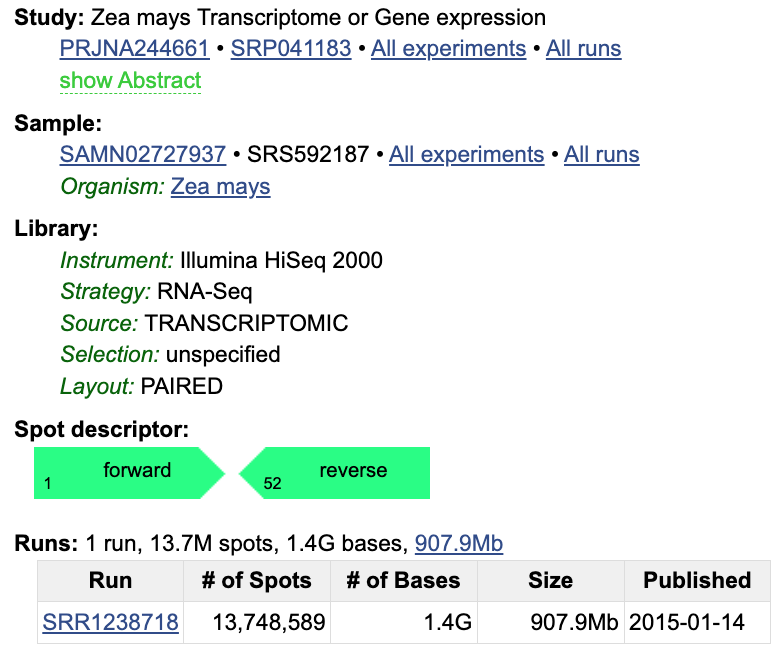 Study: Zea mays Transcriptome or Gene expression
PRJNA244661 • SRP041183 • All experiments • All runs
show Abstract
Sample:
SAMN02727937 • SRS592187 • All experiments • All runs
Organism: Zea mays
Library:
Instrument: Illumina HiSeq 2000
Strategy: RNA-Seq
Source: TRANSCRIPTOMIC
Selection: unspecified
Layout: PAIRED
Spot descriptor:
1 forward 52 reverse
Runs: 1 run, 13.7M spots, 1.4G bases, 907.9Mb
Run # of Spots # of Bases Size Published
SRR1238718 13,748,589 1.4G 907.9Mb 2015-01-14